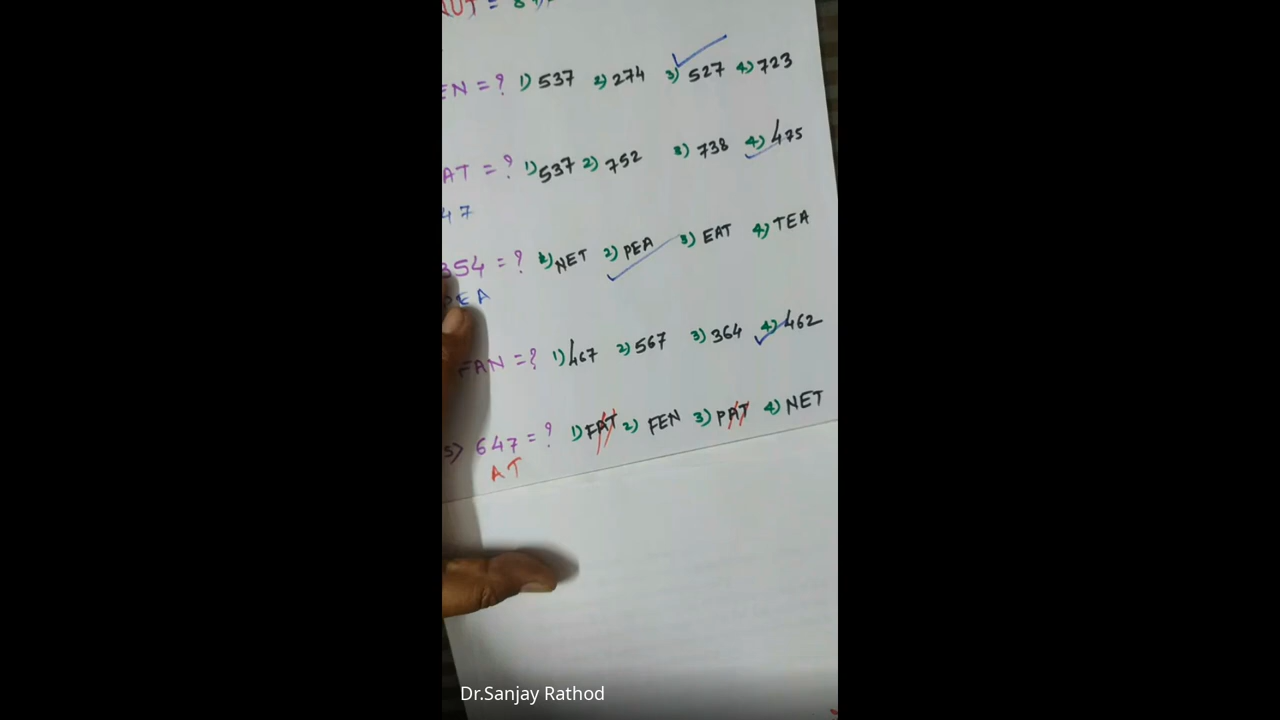 EN = ? 1) 537 2) 274 3) 527 4) 723
AT = ? 1) 537 2) 752 3) 738 4) 475
47
354 = ? 1) NET 2) PEA 3) EAT 4) TEA
PEA
FAN = ? 1) 467 2) 567 3) 364 4) 462
5) 647 = ? 1) FAT 2) FEN 3) PAT 4) NET
AT
Dr.Sanjay Rathod